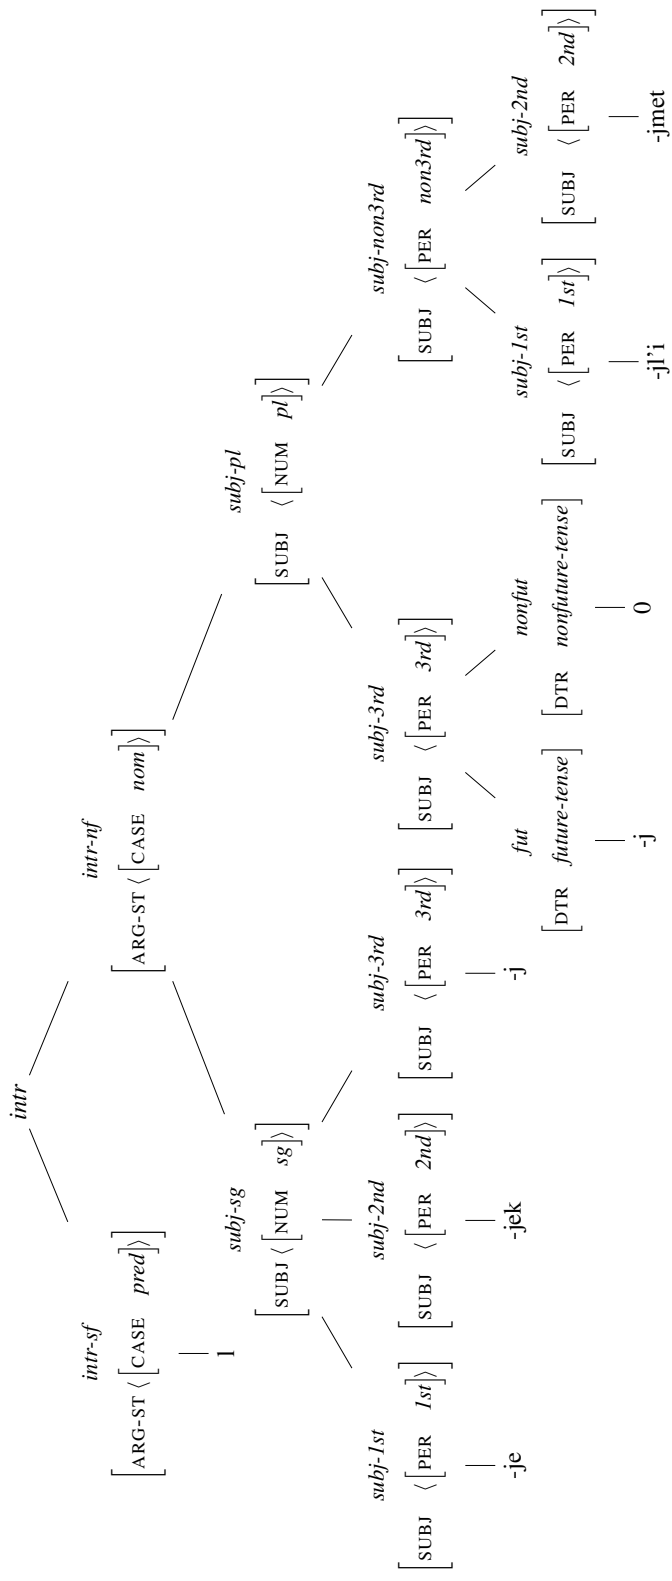 intr
intr-sf
[ARG-ST ⟨[CASE pred]⟩]
l
intr-nf
[ARG-ST ⟨[CASE nom]⟩]
subj-sg
[SUBJ ⟨[NUM sg]⟩]
subj-pl
[SUBJ ⟨[NUM pl]⟩]
subj-1st
[SUBJ ⟨[PER 1st]⟩]
-je
subj-2nd
[SUBJ ⟨[PER 2nd]⟩]
-jek
subj-3rd
[SUBJ ⟨[PER 3rd]⟩]
-j
subj-3rd
[SUBJ ⟨[PER 3rd]⟩]
subj-non3rd
[SUBJ ⟨[PER non3rd]⟩]
fut
[DTR future-tense]
-j
nonfut
[DTR nonfuture-tense]
0
subj-1st
[SUBJ ⟨[PER 1st]⟩]
-jl'i
subj-2nd
[SUBJ ⟨[PER 2nd]⟩]
-jmet